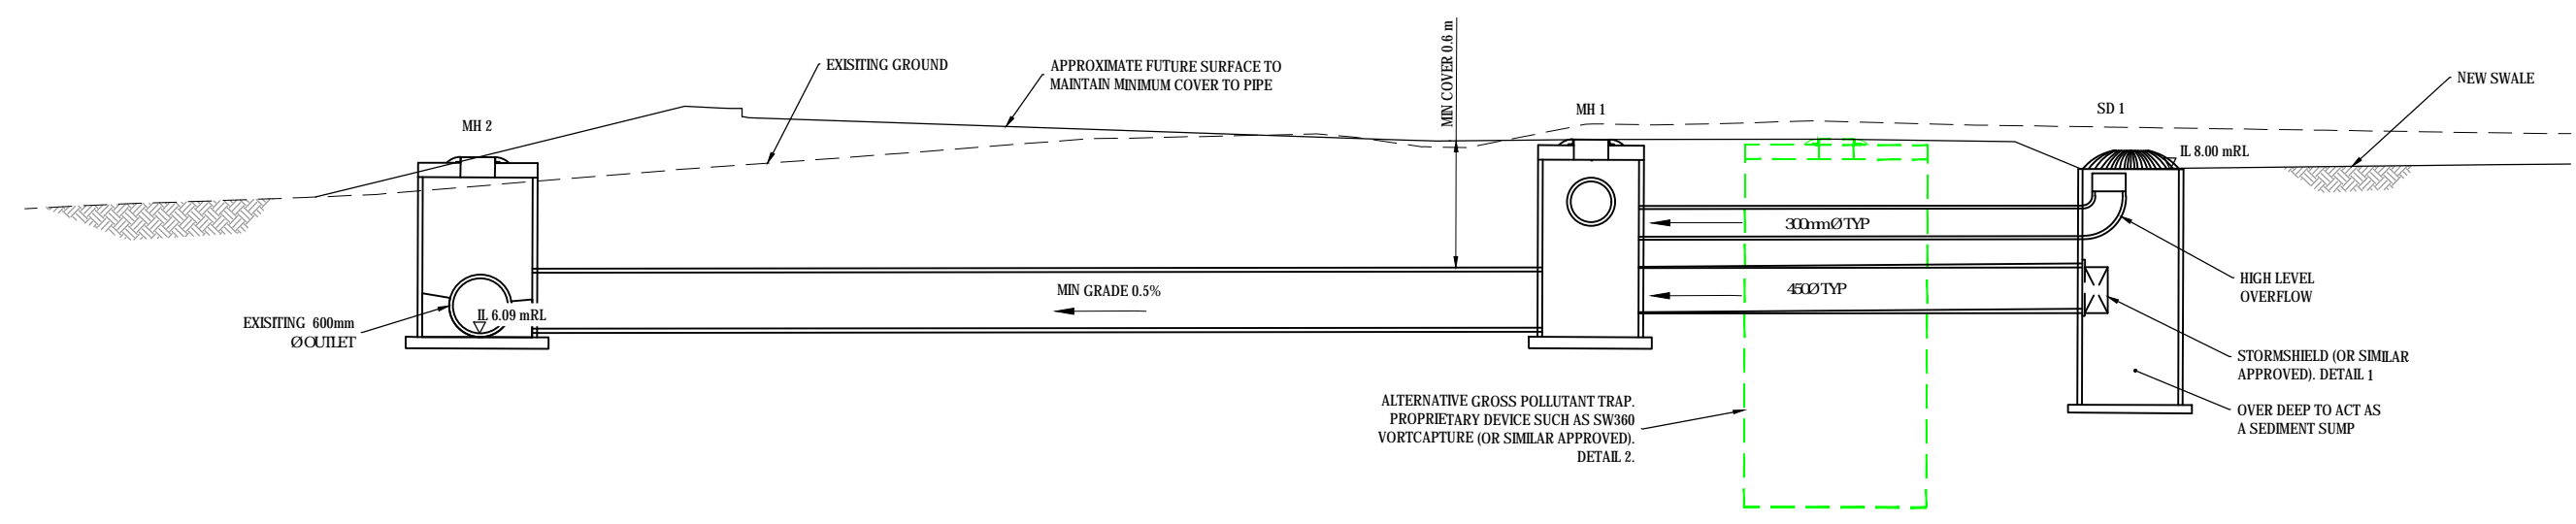 EXISITING GROUND
APPROXIMATE FUTURE SURFACE TO
MAINTAIN MINIMUM COVER TO PIPE
MIN COVER 0.6 m
NEW SWALE
MH 2
MH 1
SD 1
IL 8.00 mRL
300mmØ TYP
450Ø TYP
MIN GRADE 0.5%
HIGH LEVEL
OVERFLOW
EXISITING 600mm
Ø OUTLET
IL 6.09 mRL
STORMSHIELD (OR SIMILAR
APPROVED). DETAIL 1
ALTERNATIVE GROSS POLLUTANT TRAP.
PROPRIETARY DEVICE SUCH AS SW360
VORTCAPTURE (OR SIMILAR APPROVED).
DETAIL 2.
OVER DEEP TO ACT AS
A SEDIMENT SUMP